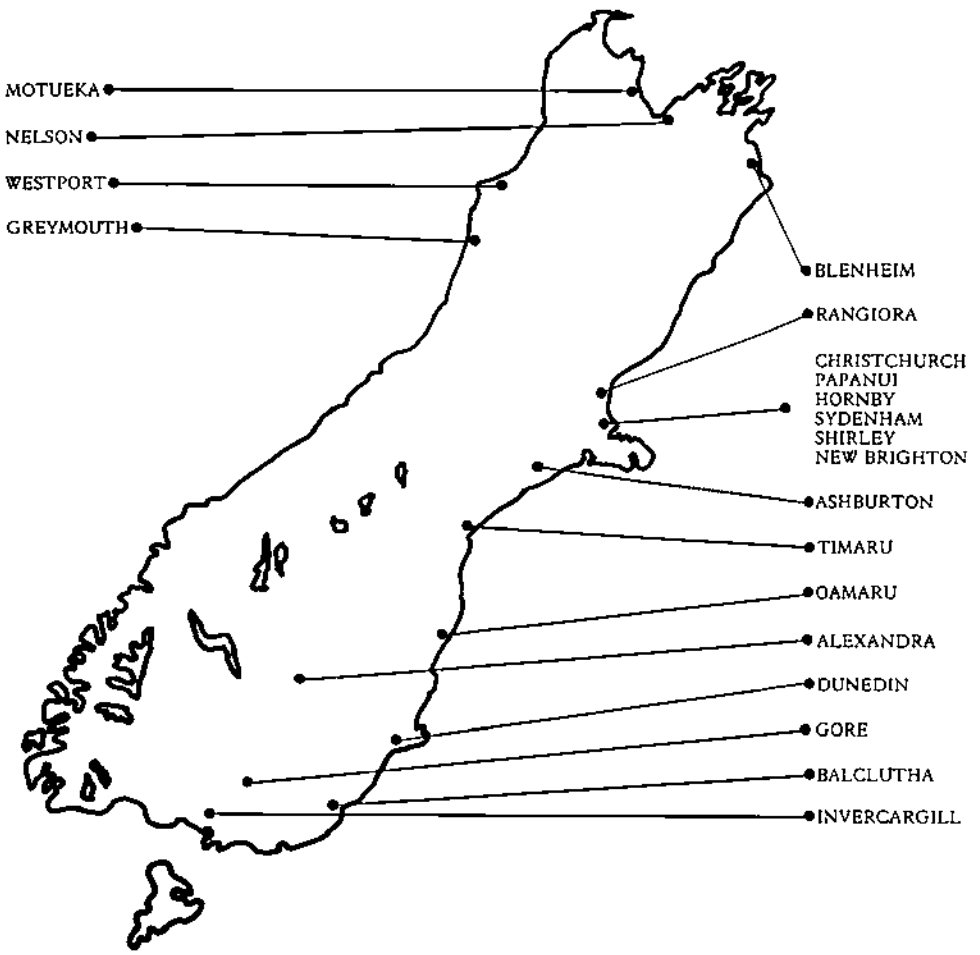 MOTUEKA
NELSON
WESTPORT
GREYMOUTH
BLENHEIM
RANGIORA
CHRISTCHURCH
PAPANUI
HORNBY
SYDENHAM
SHIRLEY
NEW BRIGHTON
ASHBURTON
TIMARU
OAMARU
ALEXANDRA
DUNEDIN
GORE
BALCLUTHA
INVERCARGILL